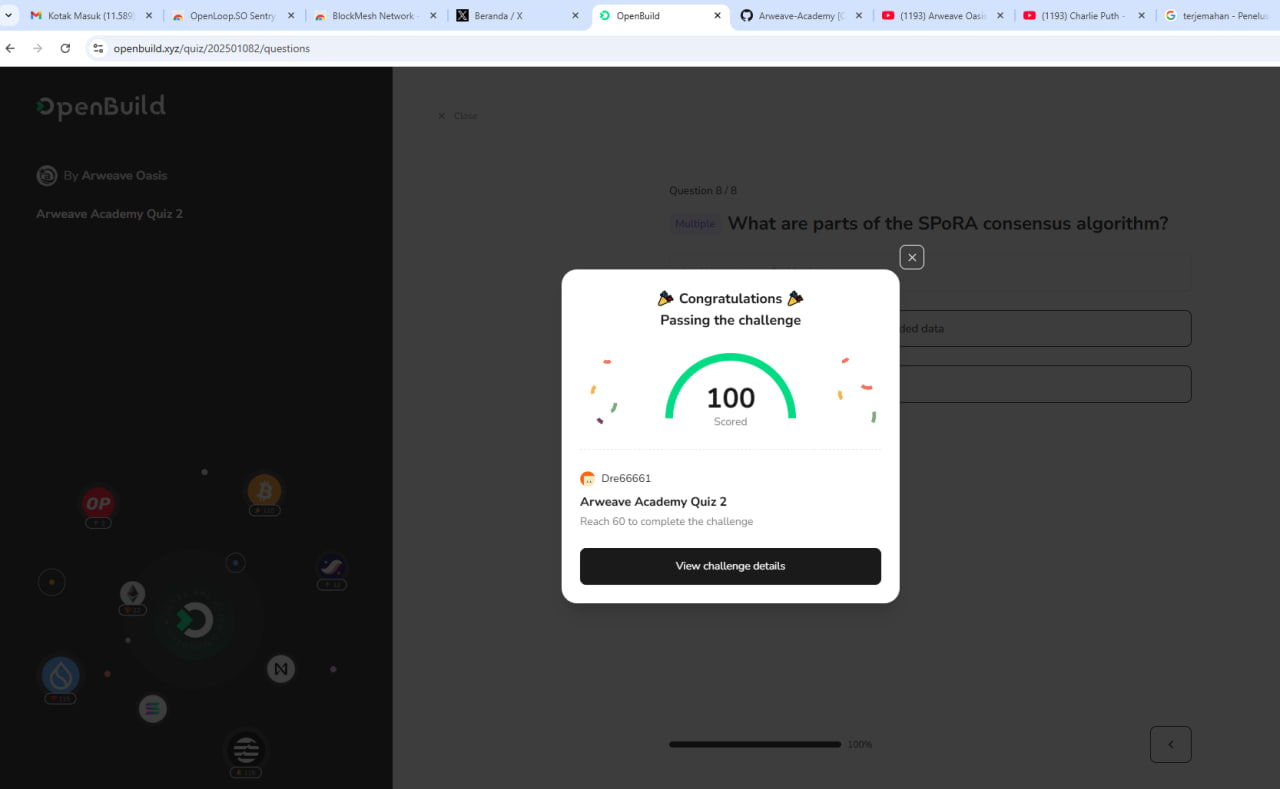 Kotak Masuk (11.589
OpenLoop.SO Sentry
BlockMesh Network -
Beranda / X
OpenBuild
Arweave-Academy
(1193) Arweave Oasis
(1193) Charlie Puth -
terjemahan - Penelus
openbuild.xyz/quiz/202501082/questions
OpenBuild
Close
By Arweave Oasis
Arweave Academy Quiz 2
Question 8 / 8
Multiple What are parts of the SPoRA consensus algorithm?
data
Congratulations
Passing the challenge
100
Scored
Dre66661
Arweave Academy Quiz 2
Reach 60 to complete the challenge
View challenge details
OP
100%